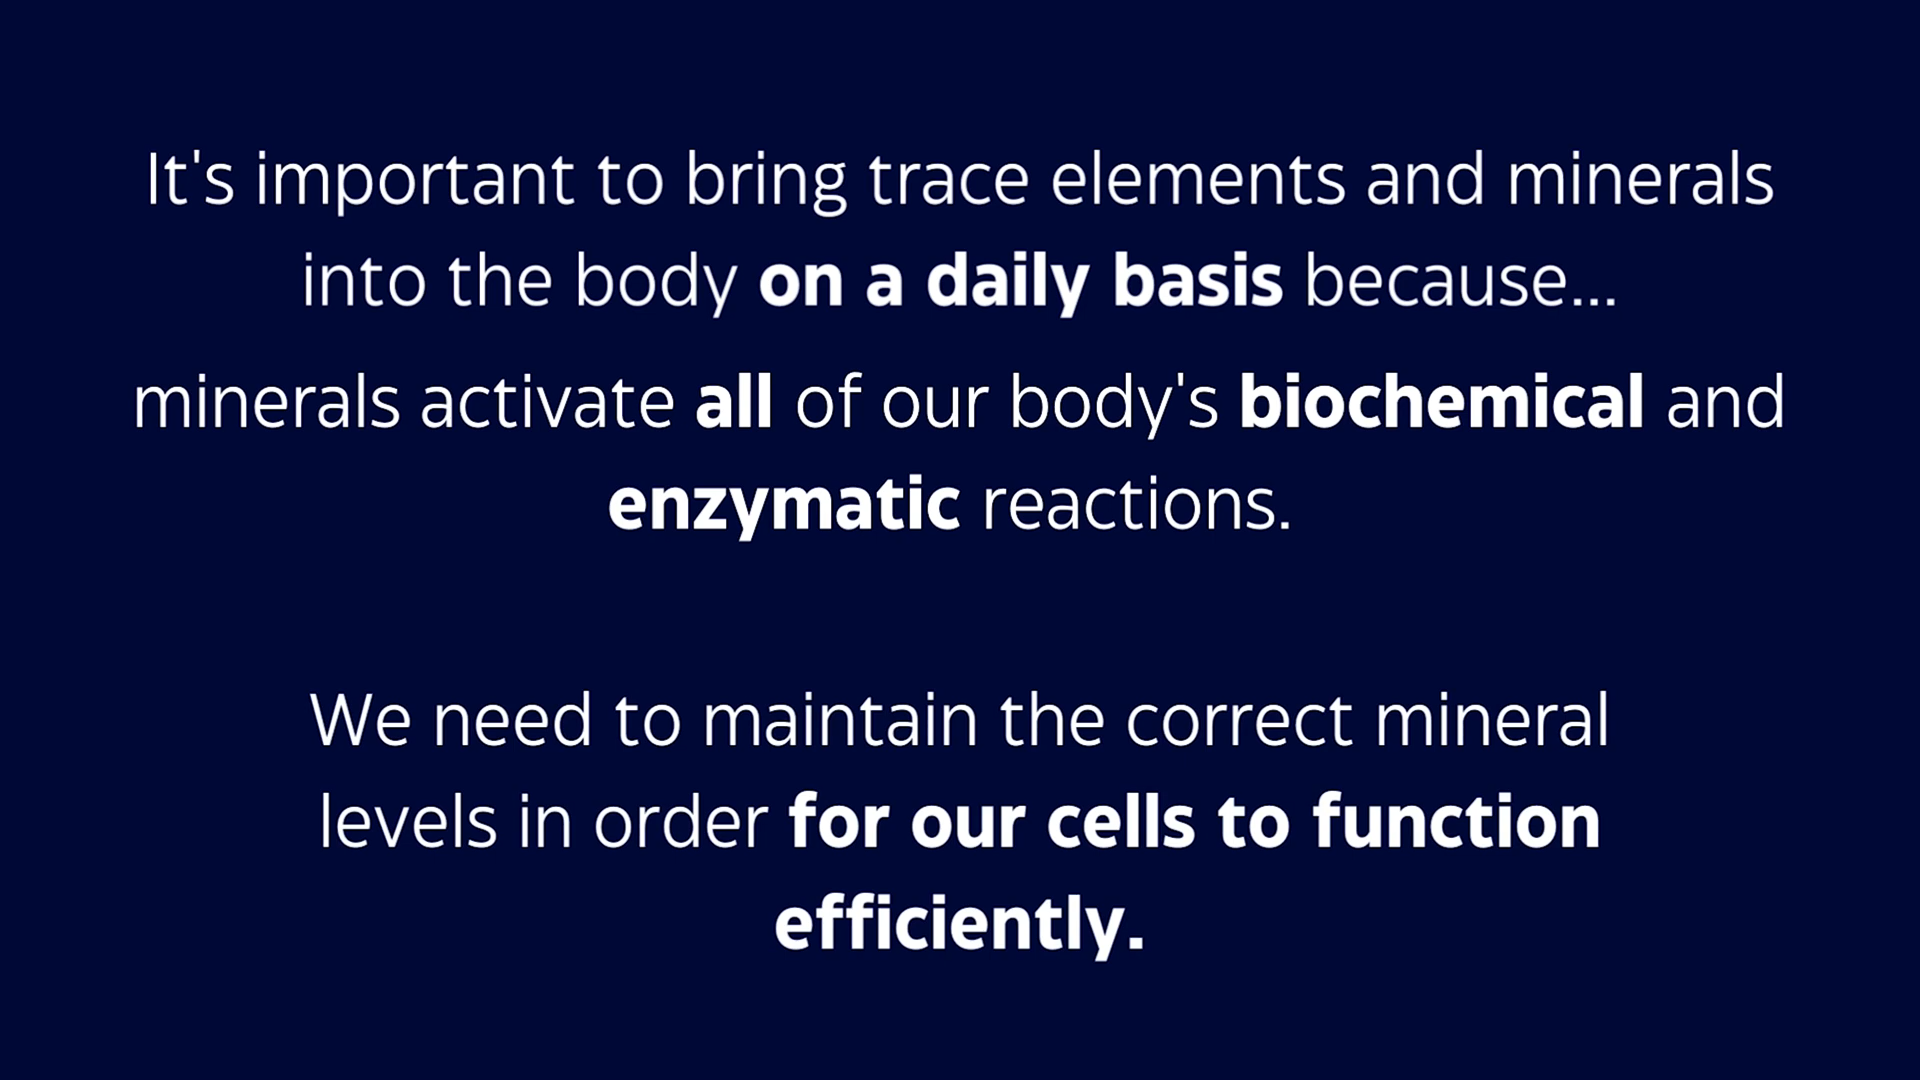 It's important to bring trace elements and minerals
into the body on a daily basis because...
minerals activate all of our body's biochemical and
enzymatic reactions.
We need to maintain the correct mineral
levels in order for our cells to function
efficiently.